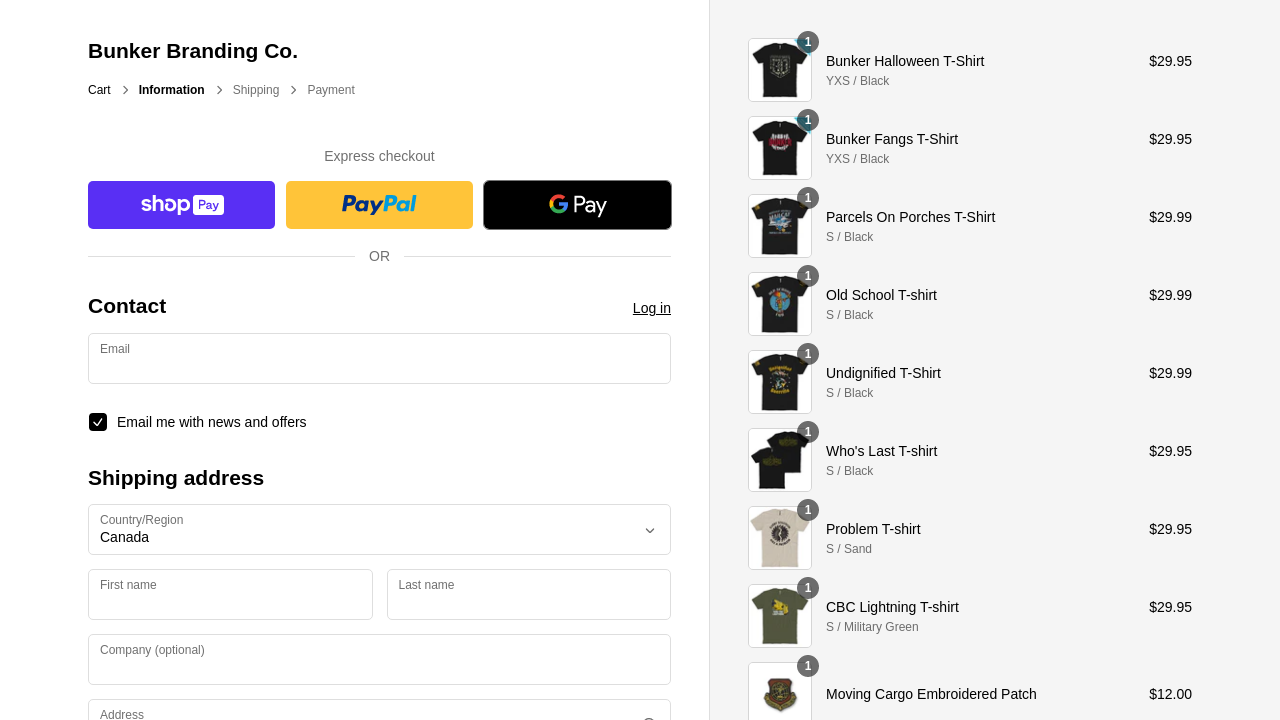 Bunker Branding Co.
Cart
Information
Shipping
Payment
Express checkout
shop Pay
PayPal
G Pay
OR
Contact
Log in
Email
Email me with news and offers
Shipping address
Country/Region
Canada
First name
Last name
Company (optional)
Address
1
Bunker Halloween T-Shirt
$29.95
YXS / Black
1
Bunker Fangs T-Shirt
$29.95
YXS / Black
1
Parcels On Porches T-Shirt
$29.99
S / Black
1
Old School T-shirt
$29.99
S / Black
1
Undignified T-Shirt
$29.99
S / Black
1
Who's Last T-shirt
$29.95
S / Black
1
Problem T-shirt
$29.95
S / Sand
1
CBC Lightning T-shirt
$29.95
S / Military Green
1
Moving Cargo Embroidered Patch
$12.00